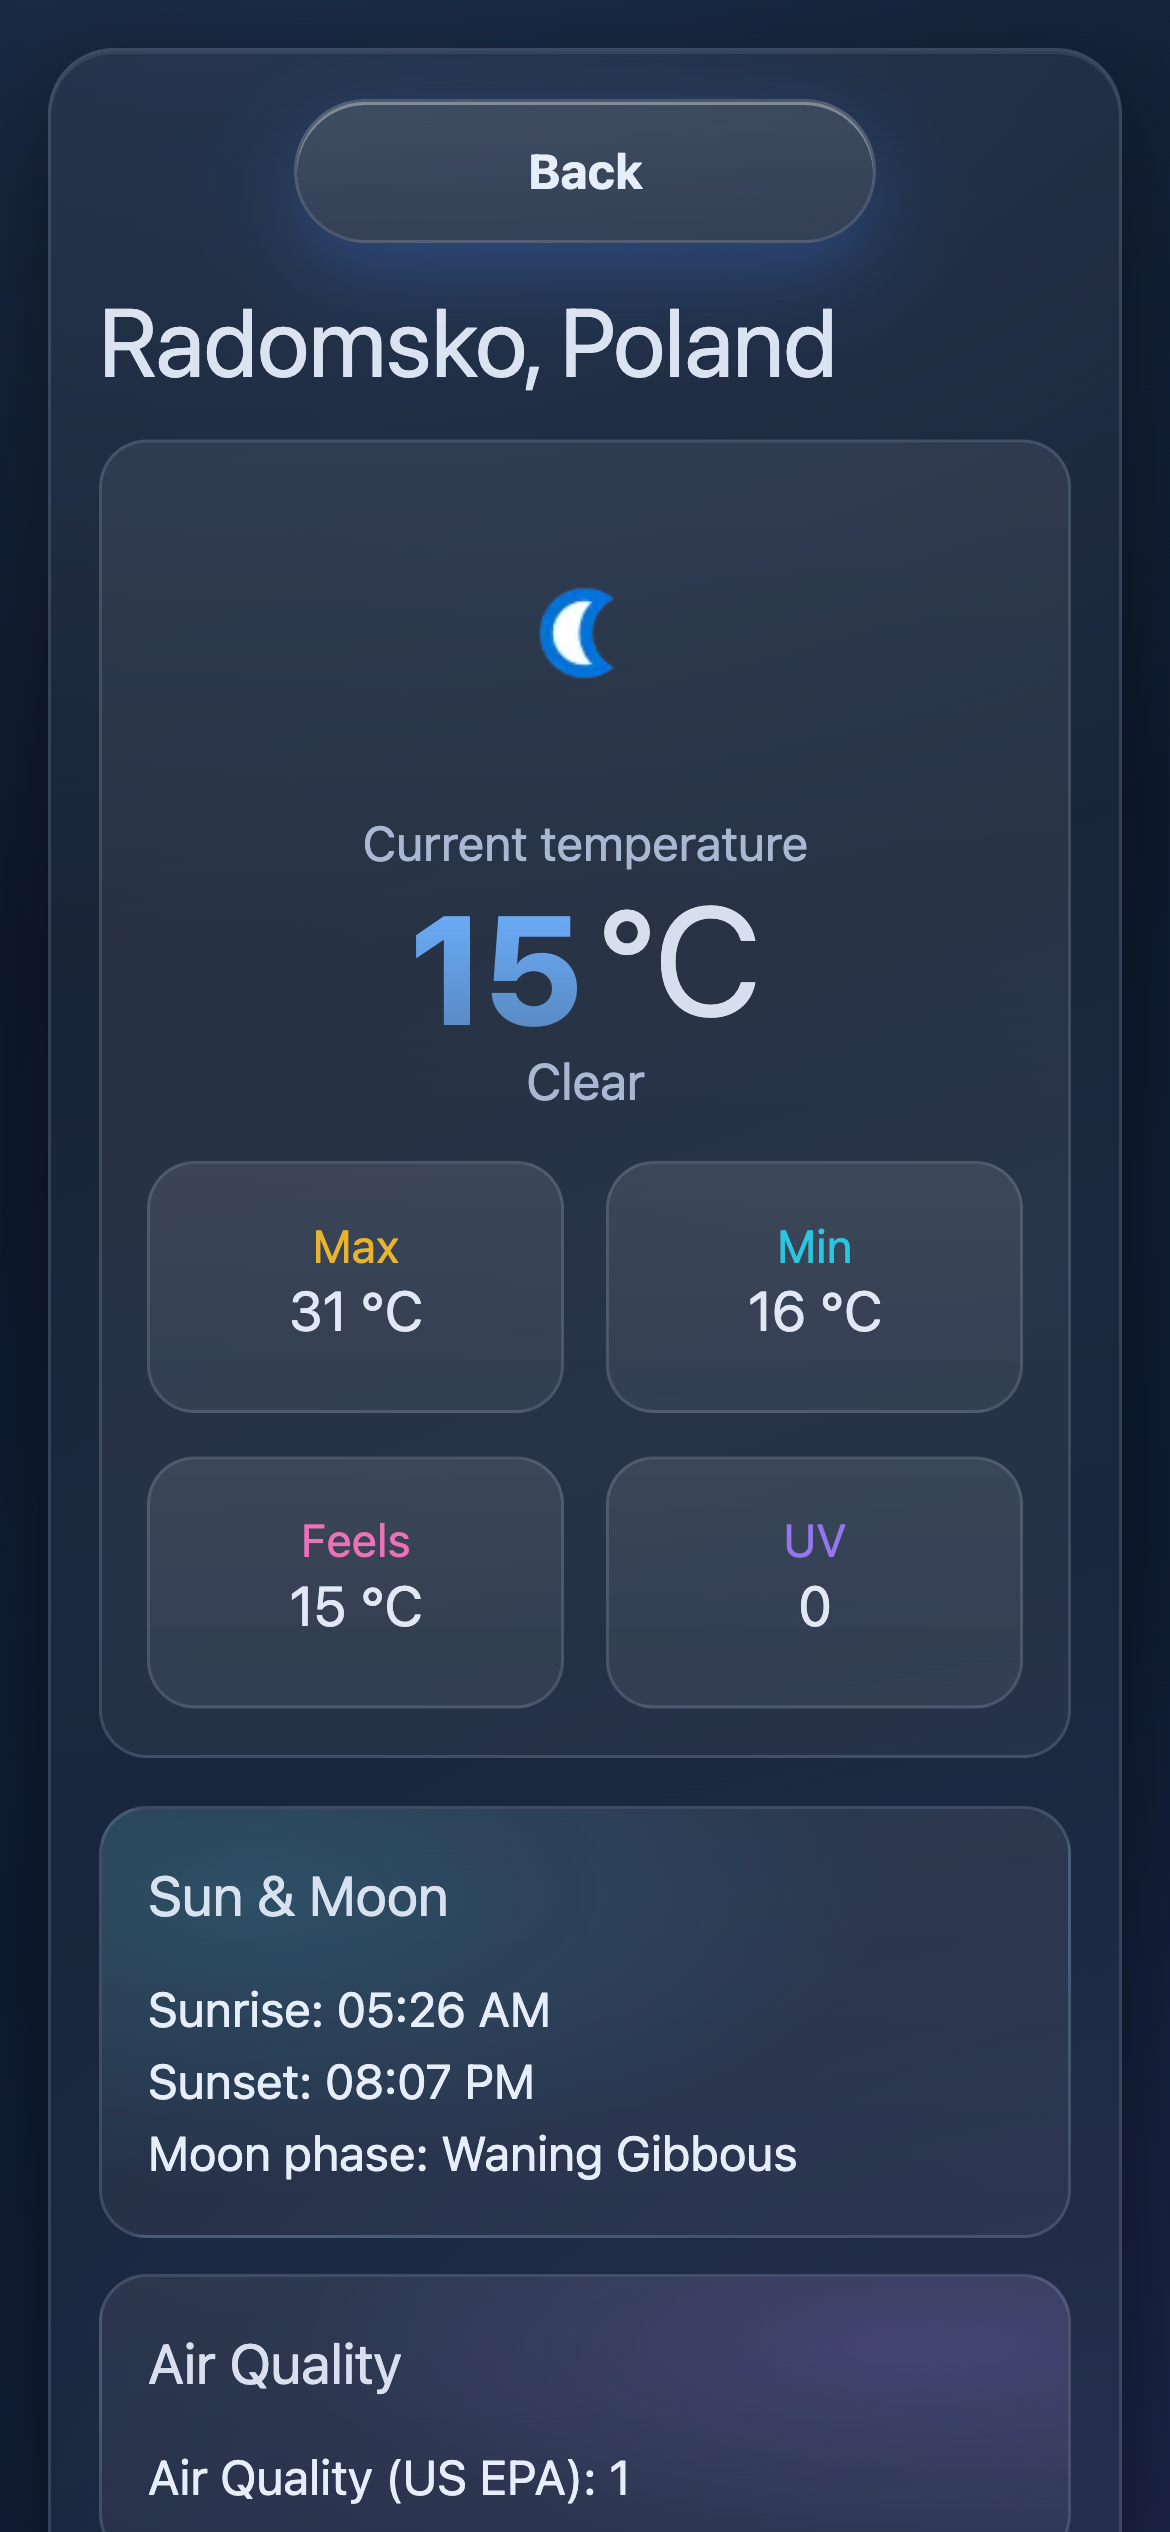 Back
Radomsko, Poland
Current temperature
15 °C
Clear
Max
31 °C
Min
16 °C
Feels
15 °C
UV
0
Sun & Moon
Sunrise: 05:26 AM
Sunset: 08:07 PM
Moon phase: Waning Gibbous
Air Quality
Air Quality (US EPA): 1